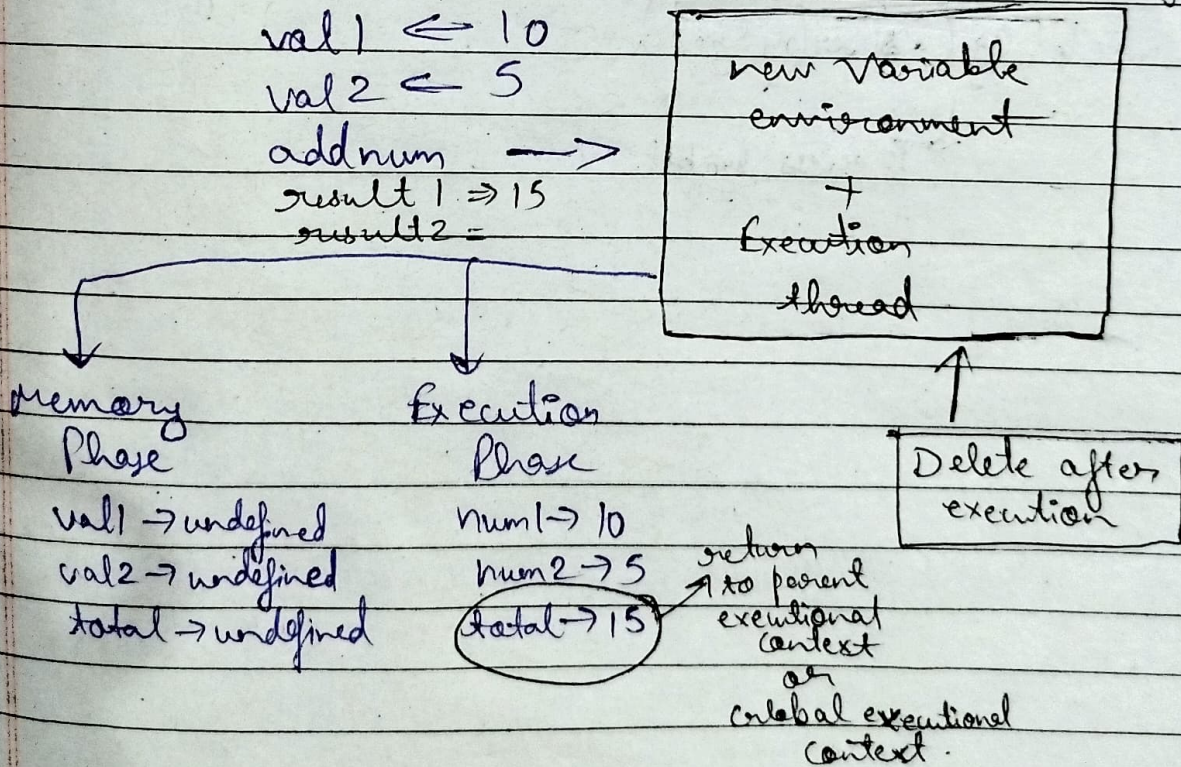 val1 ← 10
val2 ← 5
addnum →
result1 ⇒ 15
result2 =
new Variable
environment
+
Execution
thread
Memory
Phase
val1 → undefined
val2 → undefined
total → undefined
Execution
Phase
num1 → 10
num2 → 5
total → 15
return
to parent
exeutional
context
or
Global exeutional
context.
Delete after
execution